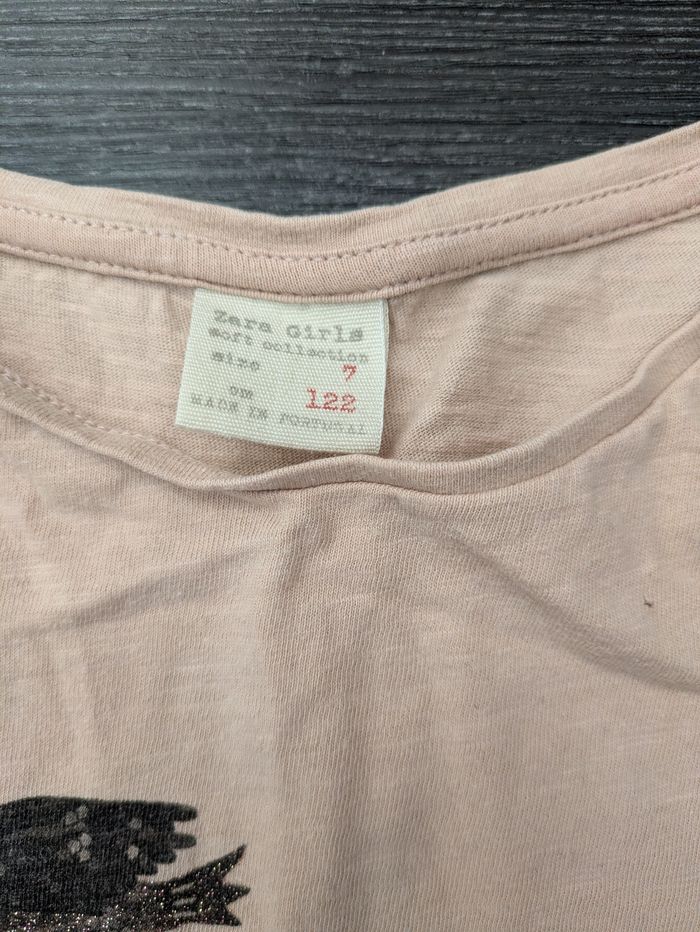 Zara Girls
soft collection
size 7
cm 122
MADE IN PORTUGAL